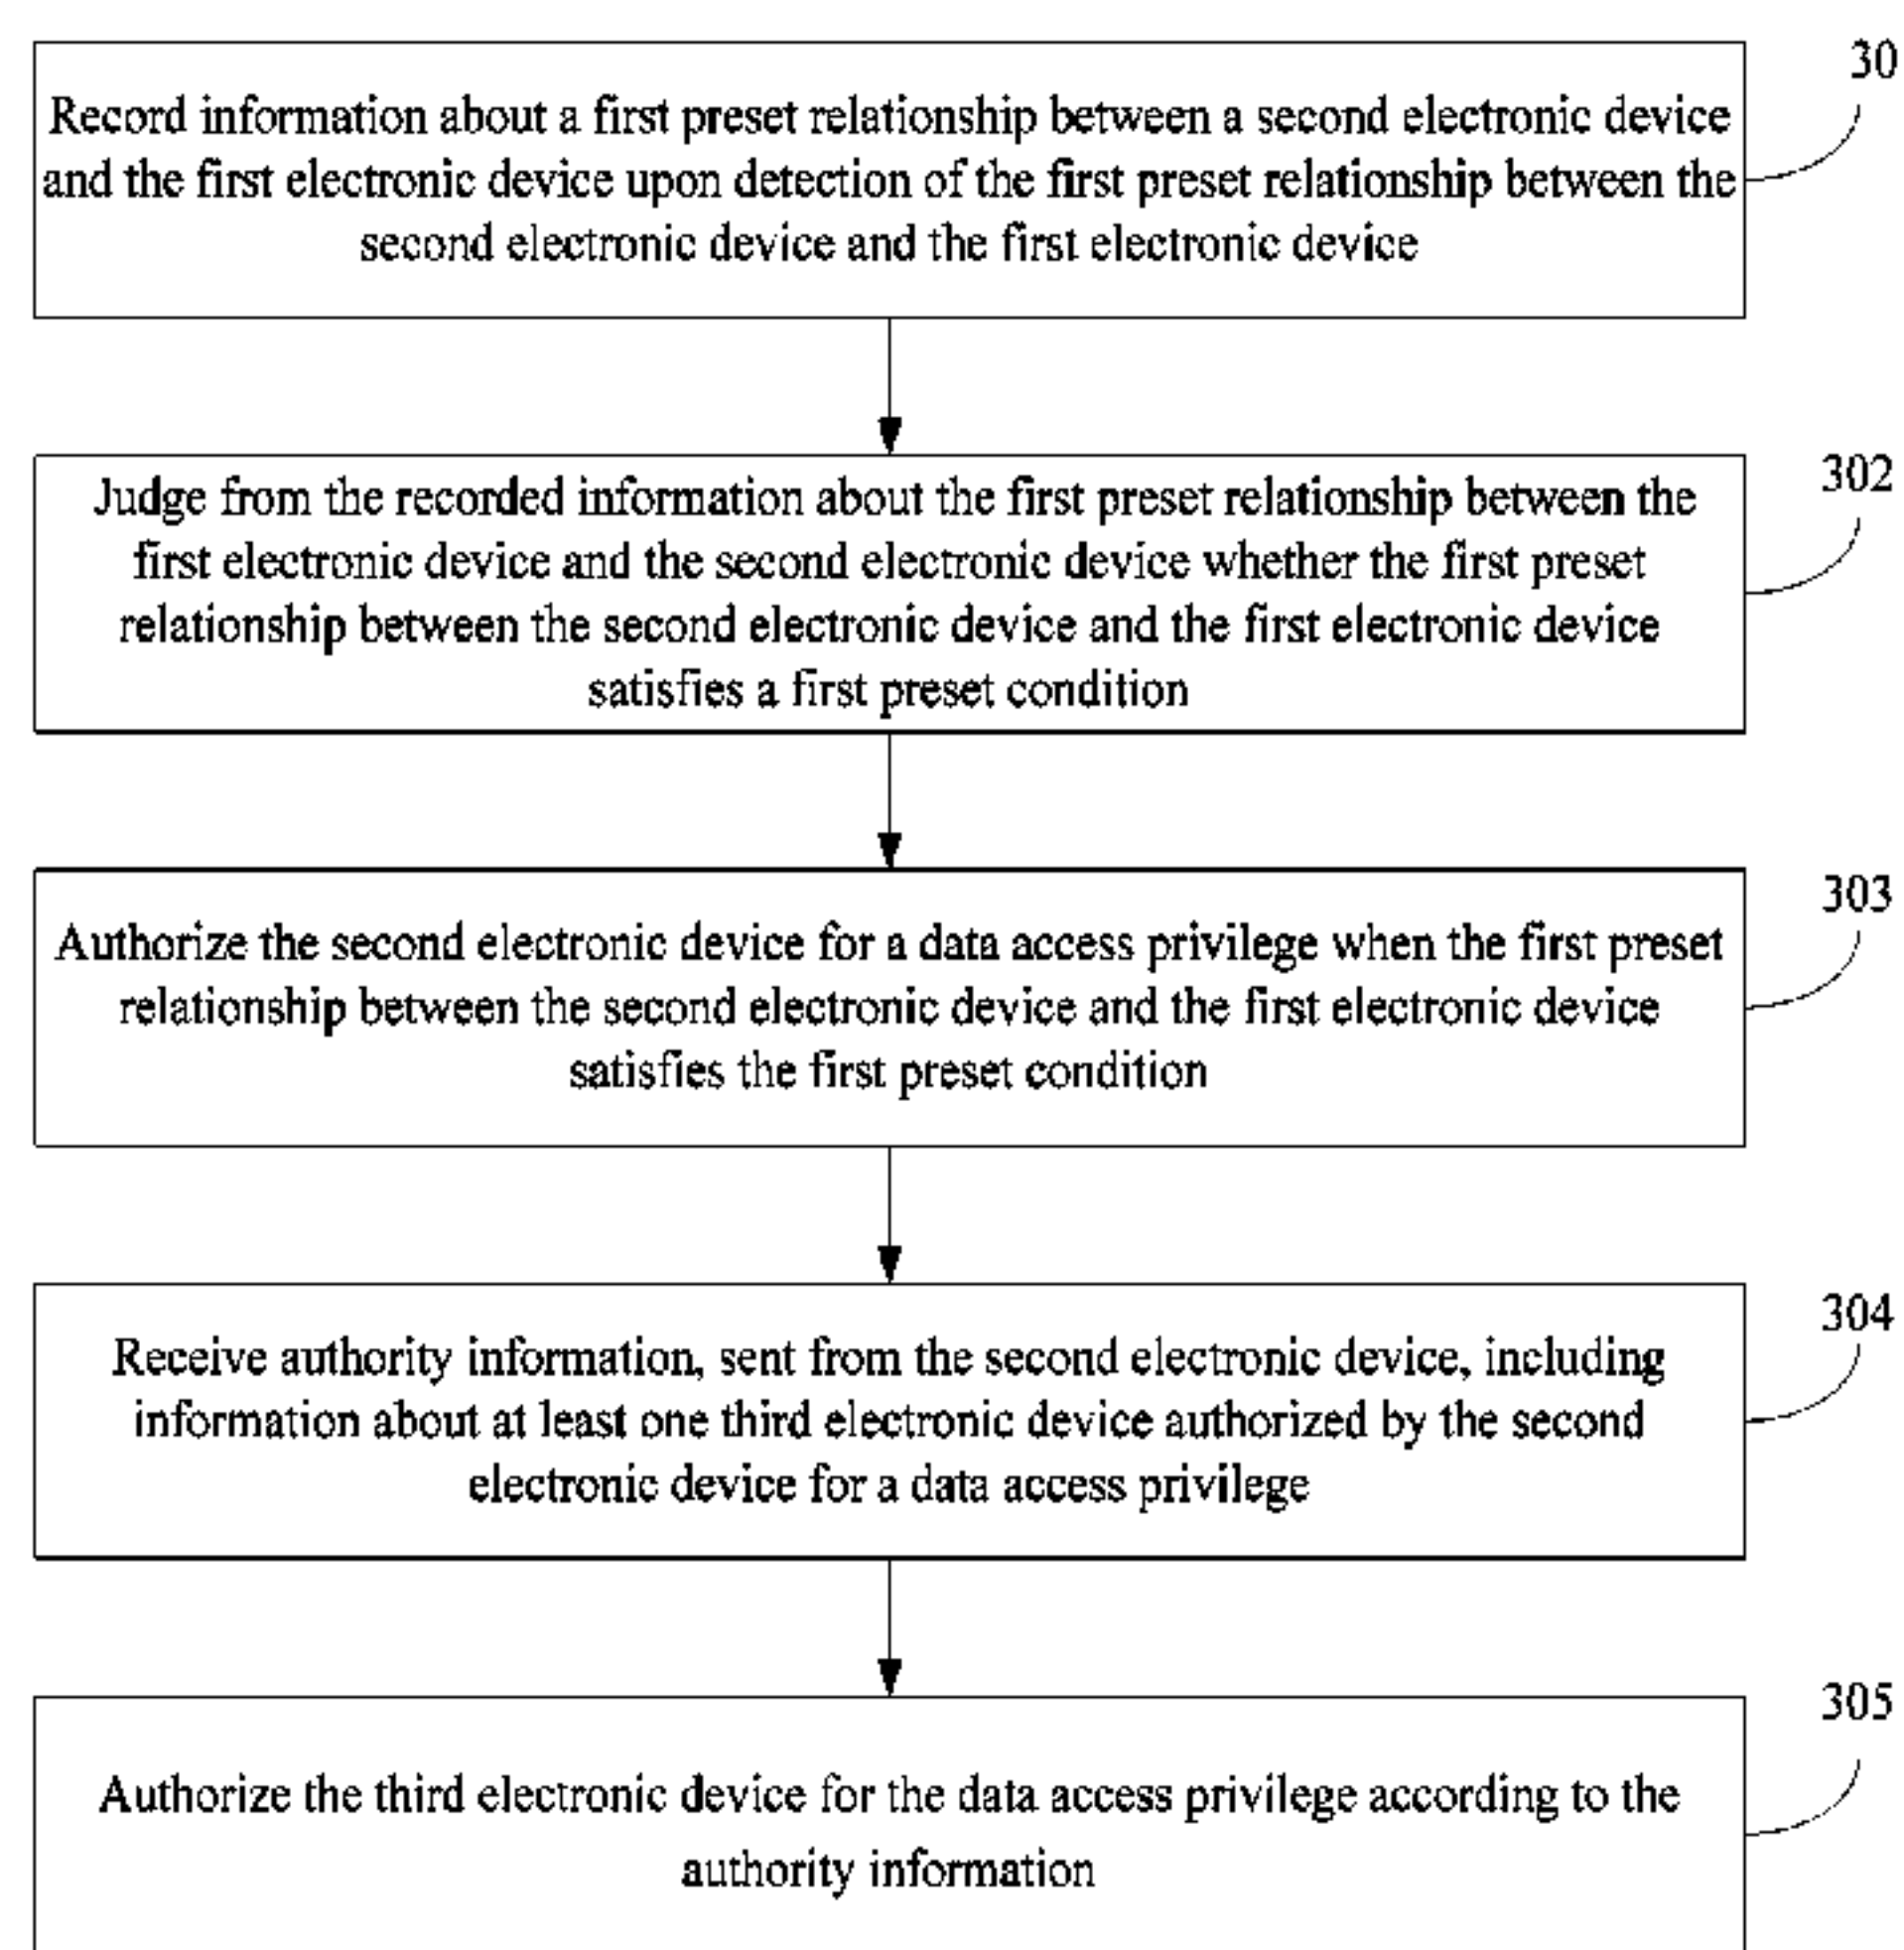 30
Record information about a first preset relationship between a second electronic device
and the first electronic device upon detection of the first preset relationship between the
second electronic device and the first electronic device
302
Judge from the recorded information about the first preset relationship between the
first electronic device and the second electronic device whether the first preset
relationship between the second electronic device and the first electronic device
satisfies a first preset condition
303
Authorize the second electronic device for a data access privilege when the first preset
relationship between the second electronic device and the first electronic device
satisfies the first preset condition
304
Receive authority information, sent from the second electronic device, including
information about at least one third electronic device authorized by the second
electronic device for a data access privilege
305
Authorize the third electronic device for the data access privilege according to the
authority information